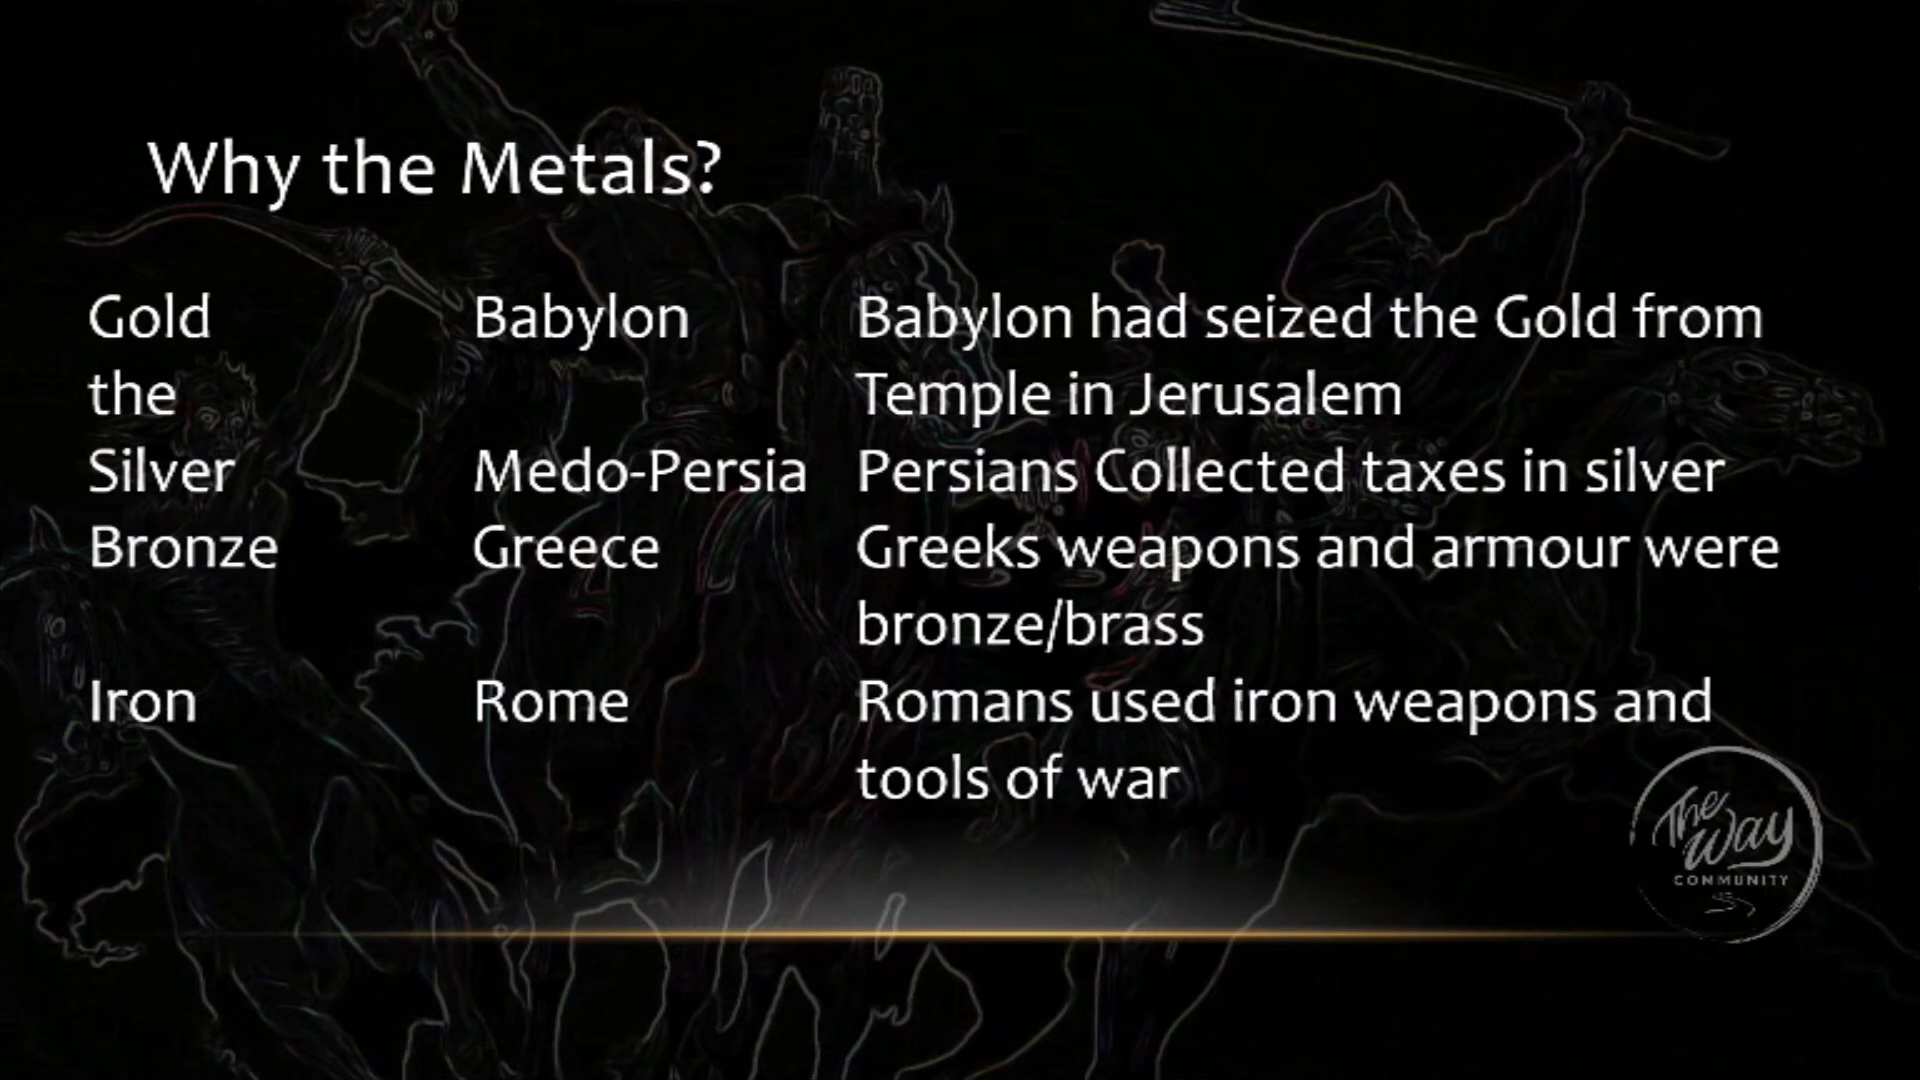 Why the Metals?
Gold Babylon Babylon had seized the Gold from
the Temple in Jerusalem
Silver Medo-Persia Persians Collected taxes in silver
Bronze Greece Greeks weapons and armour were
bronze/brass
Iron Rome Romans used iron weapons and
tools of war
The
Way
COMMUNITY